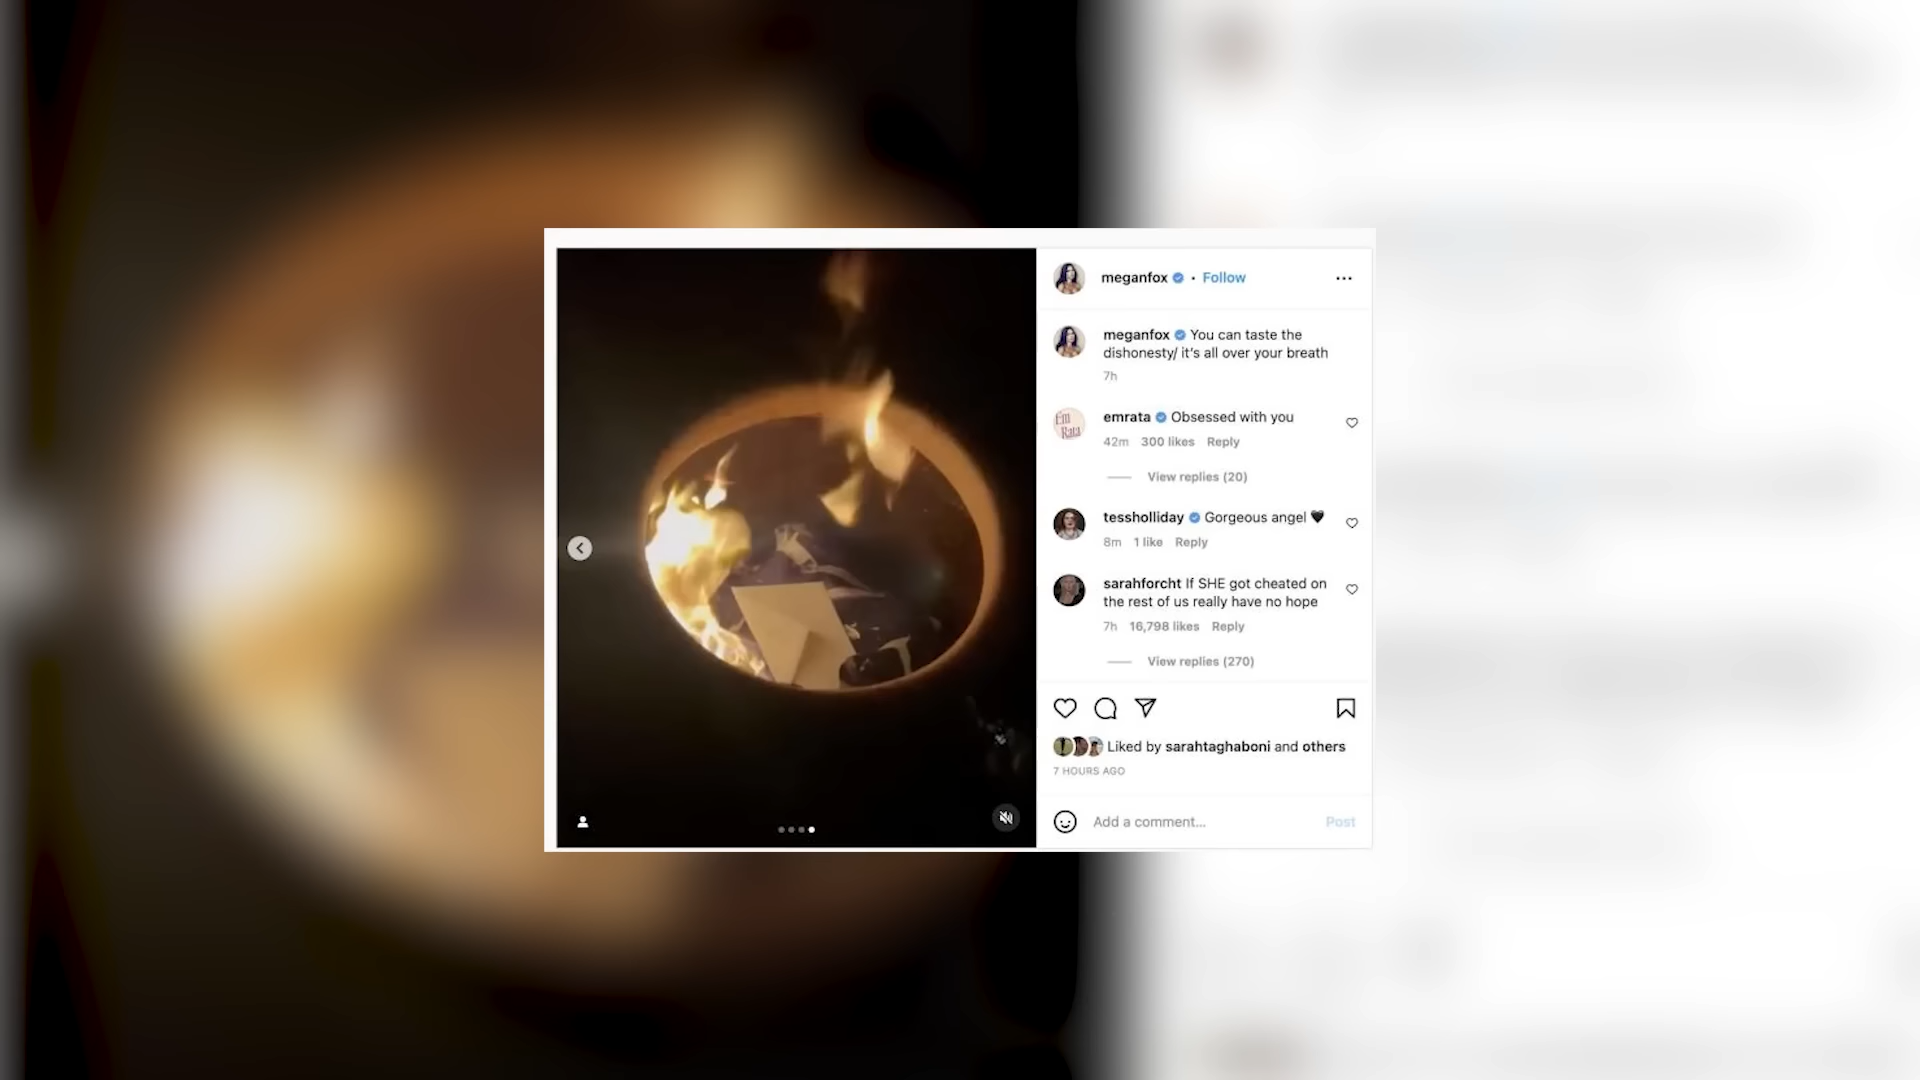 meganfox • Follow
meganfox You can taste the
dishonesty/ it's all over your breath
7h
Em
Rata
emrata Obsessed with you
42m 300 likes Reply
View replies (20)
tessholliday Gorgeous angel 🖤
8m 1 like Reply
sarahforcht If SHE got cheated on
the rest of us really have no hope
7h 16,798 likes Reply
View replies (270)
Liked by sarahtaghaboni and others
7 HOURS AGO
Add a comment... Post